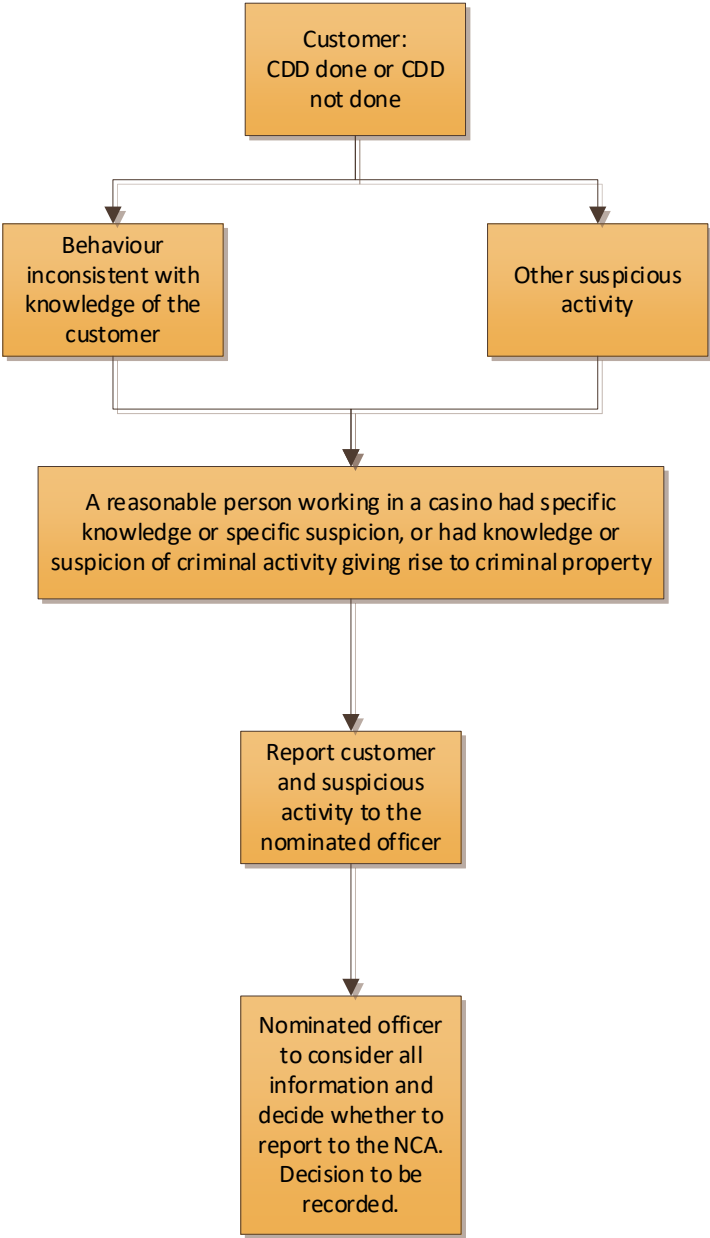 Customer:
CDD done or CDD
not done
Behaviour
inconsistent with
knowledge of the
customer
Other suspicious
activity
A reasonable person working in a casino had specific
knowledge or specific suspicion, or had knowledge or
suspicion of criminal activity giving rise to criminal property
Report customer
and suspicious
activity to the
nominated officer
Nominated officer
to consider all
information and
decide whether to
report to the NCA.
Decision to be
recorded.